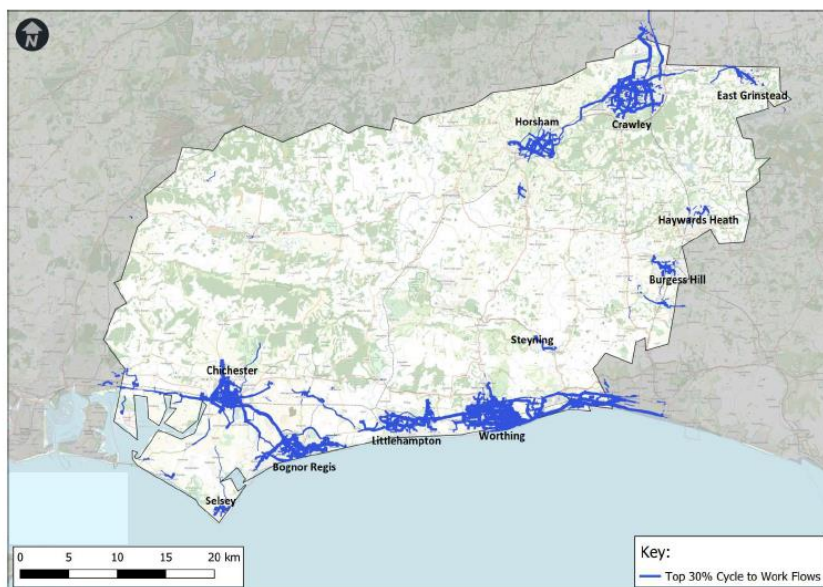 N
East Grinstead
Horsham
Crawley
Haywards Heath
Burgess Hill
Steyning
Chichester
Littlehampton
Worthing
Bognor Regis
Selsey
0 5 10 15 20 km
Key:
Top 30% Cycle to Work Flows